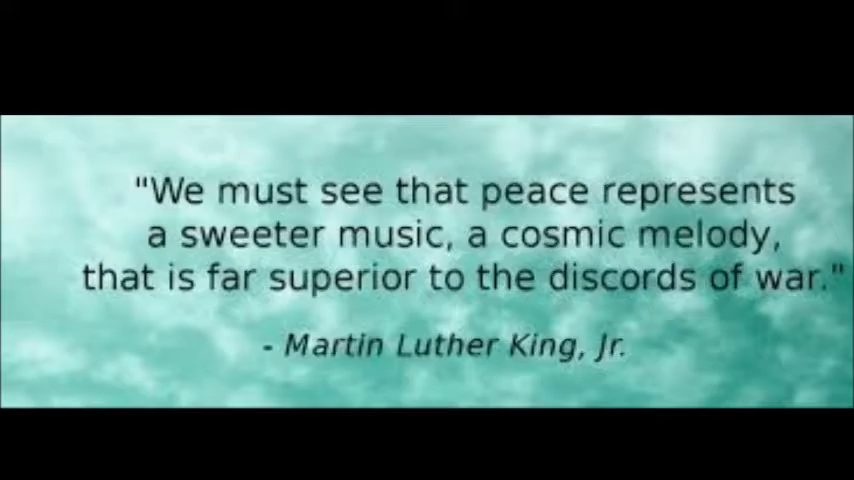 "We must see that peace represents
a sweeter music, a cosmic melody,
that is far superior to the discords of war."
- Martin Luther King, Jr.